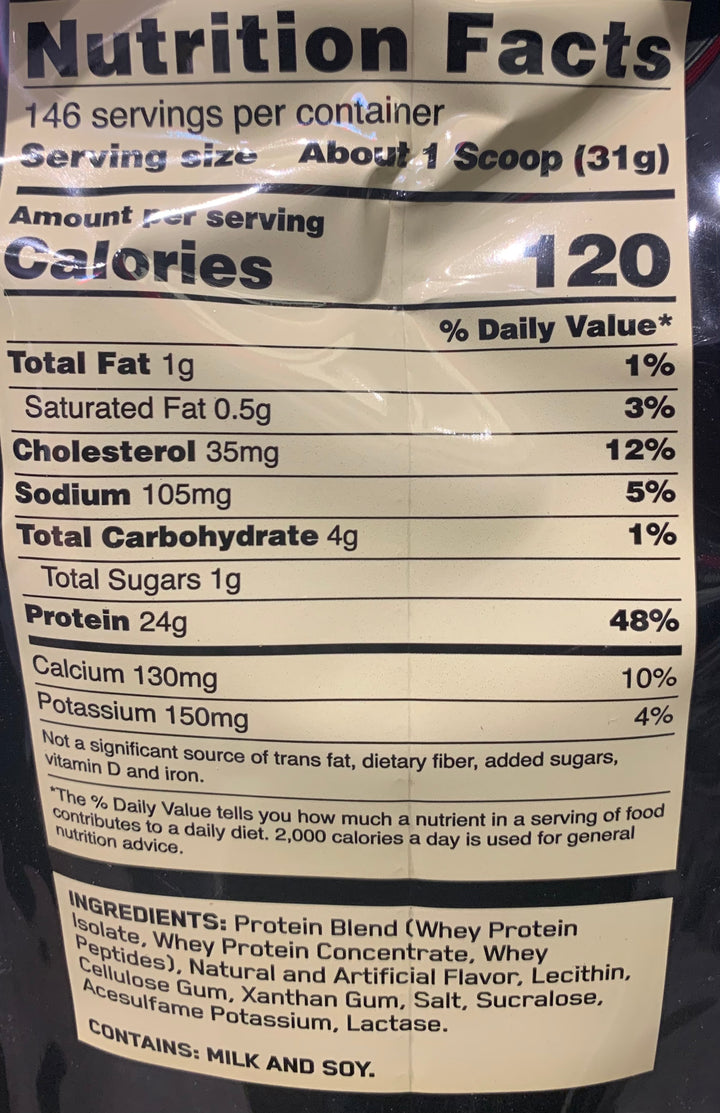 Nutrition Facts
146 servings per container
Serving size About 1 Scoop (31g)
Amount per serving
Calories 120
% Daily Value*
Total Fat 1g 1%
Saturated Fat 0.5g 3%
Cholesterol 35mg 12%
Sodium 105mg 5%
Total Carbohydrate 4g 1%
Total Sugars 1g
Protein 24g 48%
Calcium 130mg 10%
Potassium 150mg 4%
Not a significant source of trans fat, dietary fiber, added sugars,
vitamin D and iron.
*The % Daily Value tells you how much a nutrient in a serving of food
contributes to a daily diet. 2,000 calories a day is used for general
nutrition advice.
INGREDIENTS: Protein Blend (Whey Protein
Isolate, Whey Protein Concentrate, Whey
Peptides), Natural and Artificial Flavor, Lecithin,
Cellulose Gum, Xanthan Gum, Salt, Sucralose,
Acesulfame Potassium, Lactase.
CONTAINS: MILK AND SOY.